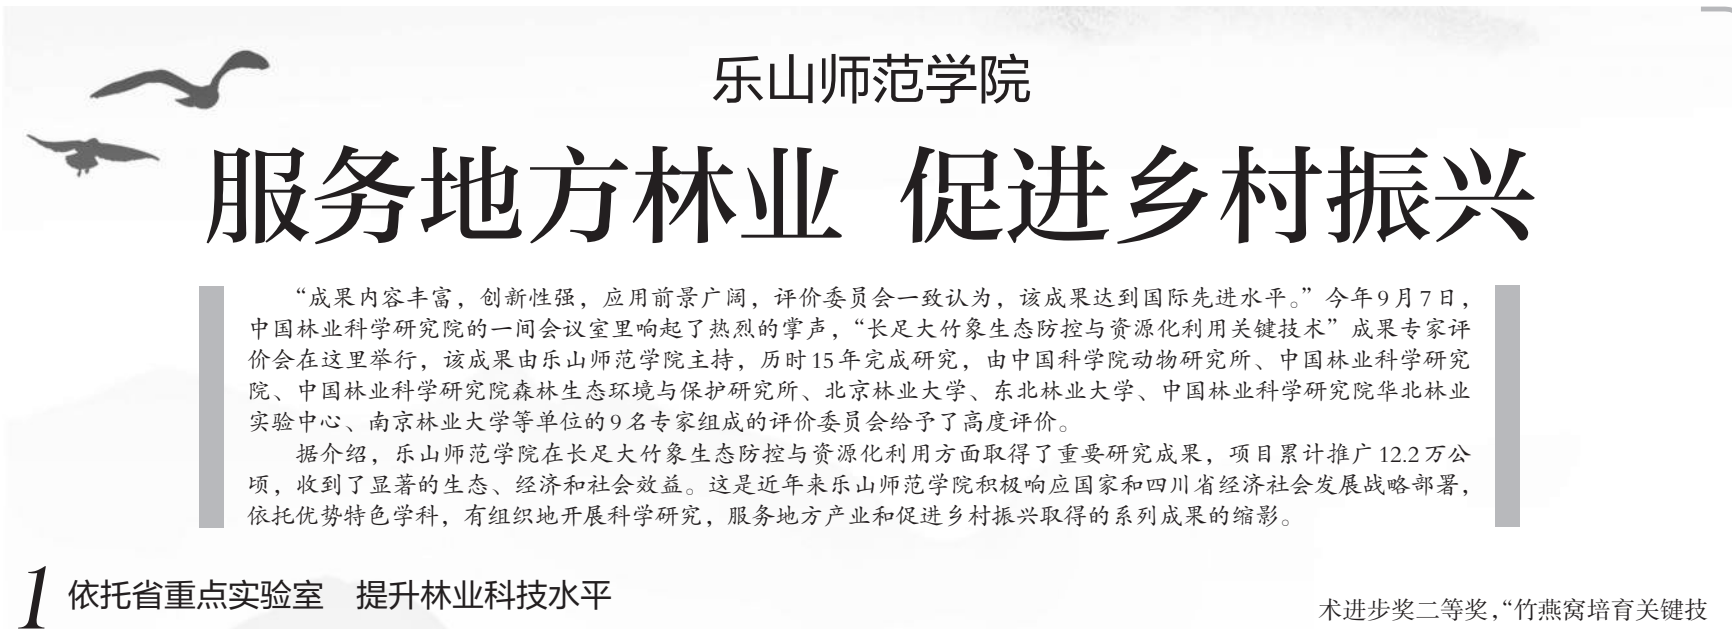 乐山师范学院
服务地方林业 促进乡村振兴
“成果内容丰富，创新性强，应用前景广阔，评价委员会一致认为，该成果达到国际先进水平。”今年9月7日，
中国林业科学研究院的一间会议室里响起了热烈的掌声，“长足大竹象生态防控与资源化利用关键技术”成果专家评
价会在这里举行，该成果由乐山师范学院主持，历时15年完成研究，由中国科学院动物研究所、中国林业科学研究
院、中国林业科学研究院森林生态环境与保护研究所、北京林业大学、东北林业大学、中国林业科学研究院华北林业
实验中心、南京林业大学等单位的9名专家组成的评价委员会给予了高度评价。
据介绍，乐山师范学院在长足大竹象生态防控与资源化利用方面取得了重要研究成果，项目累计推广12.2万公
顷，收到了显著的生态、经济和社会效益。这是近年来乐山师范学院积极响应国家和四川省经济社会发展战略部署，
依托优势特色学科，有组织地开展科学研究，服务地方产业和促进乡村振兴取得的系列成果的缩影。
1 依托省重点实验室 提升林业科技水平
术进步奖二等奖，“竹燕窝培育关键技